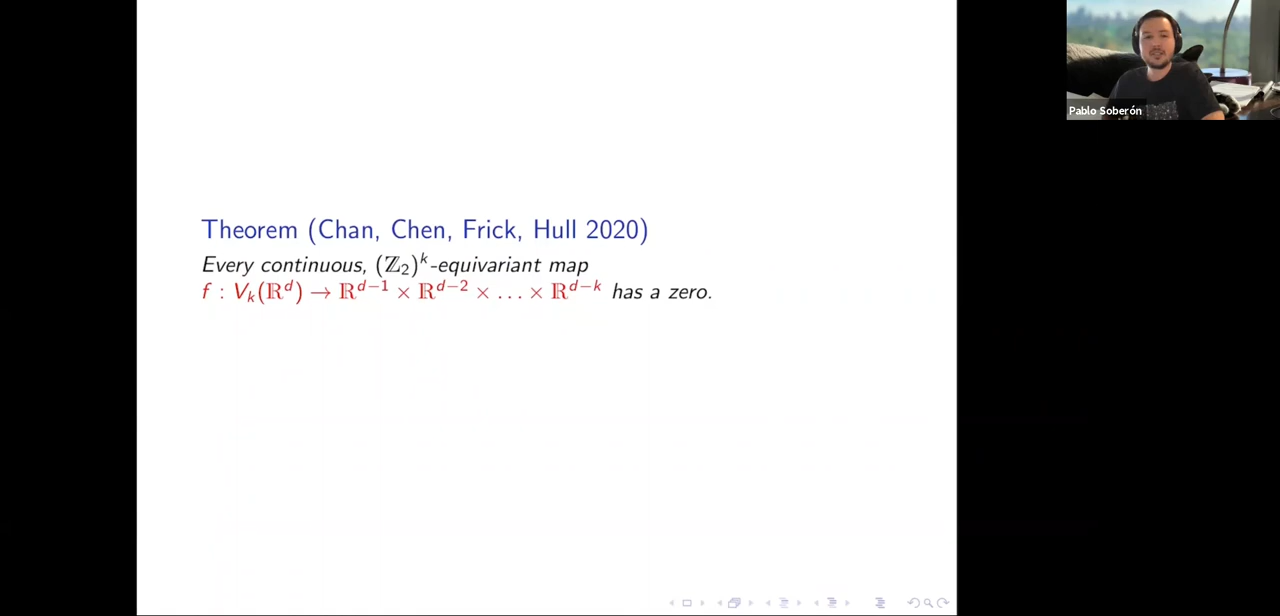 Pablo Soberón
Theorem (Chan, Chen, Frick, Hull 2020)
Every continuous, (ℤ₂)ᵏ-equivariant map
f : Vₖ(ℝᵈ) → ℝᵈ⁻¹ × ℝᵈ⁻² × … × ℝᵈ⁻ᵏ has a zero.